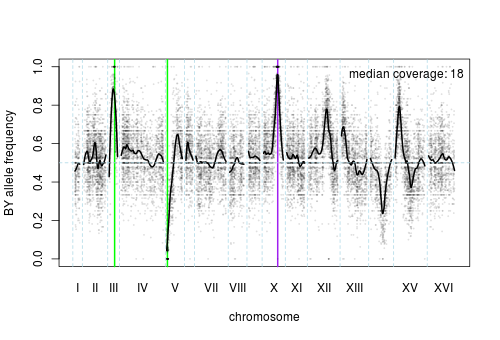 median coverage: 18
BY allele frequency
1.0
0.8
0.6
0.4
0.2
0.0
I II III IV V VII VIII X XI XII XIII XV XVI
chromosome